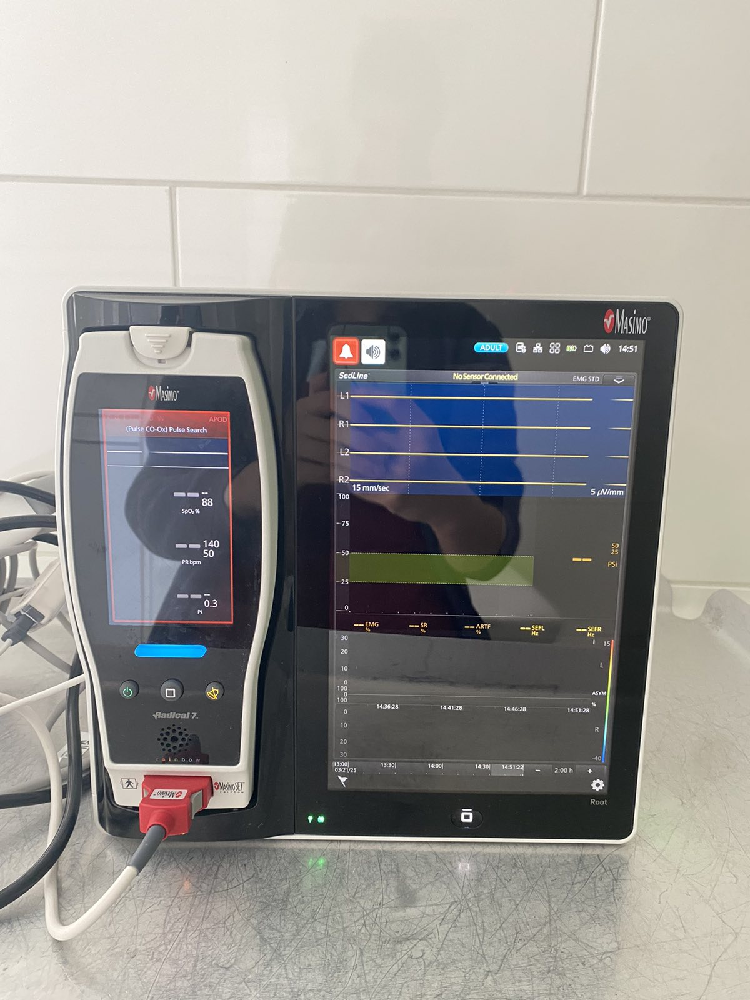 MASIMO®
ADULT
14:51
SedLine™
No Sensor Connected
EMG STD
L1
R1
L2
R2
15 mm/sec
5 µV/mm
100
75
50
25
0
50
25
--
PSi
-- EMG %
-- SR %
-- ARTF %
-- SEFL Hz
-- SEFR Hz
30
20
10
0
100
0
100
0
10
20
30
15
L
ASYM
%
R
-40
14:36:28
14:41:28
14:46:28
14:51:28
13:00
13:30
14:00
14:30
14:51:22
03/21/25
−
2:00 h
+
Root
MASIMO®
APOD
(Pulse CO-Ox) Pulse Search
-- --
88
SpO₂ %
-- 140
50
PR bpm
-- --
0.3
Pi
Radical-7™
rainbow
MASIMO
MASIMO SET™
rainbow